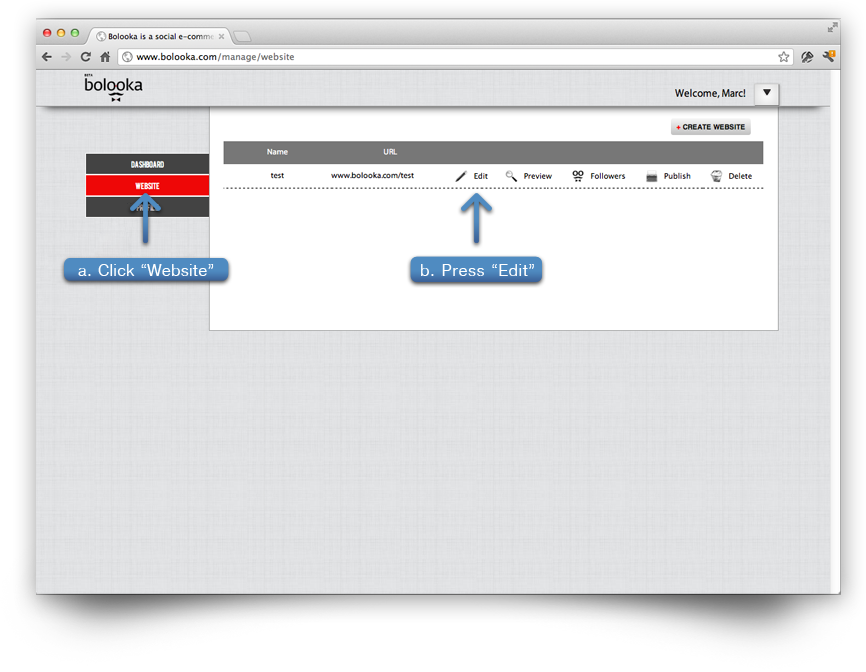 Bolooka is a social e-comme
www.bolooka.com/manage/website
BETA
bolooka
Welcome, Marc!
+ CREATE WEBSITE
Name URL
DASHBOARD
test www.bolooka.com/test Edit Preview Followers Publish Delete
WEBSITE
a. Click “Website”
b. Press “Edit”